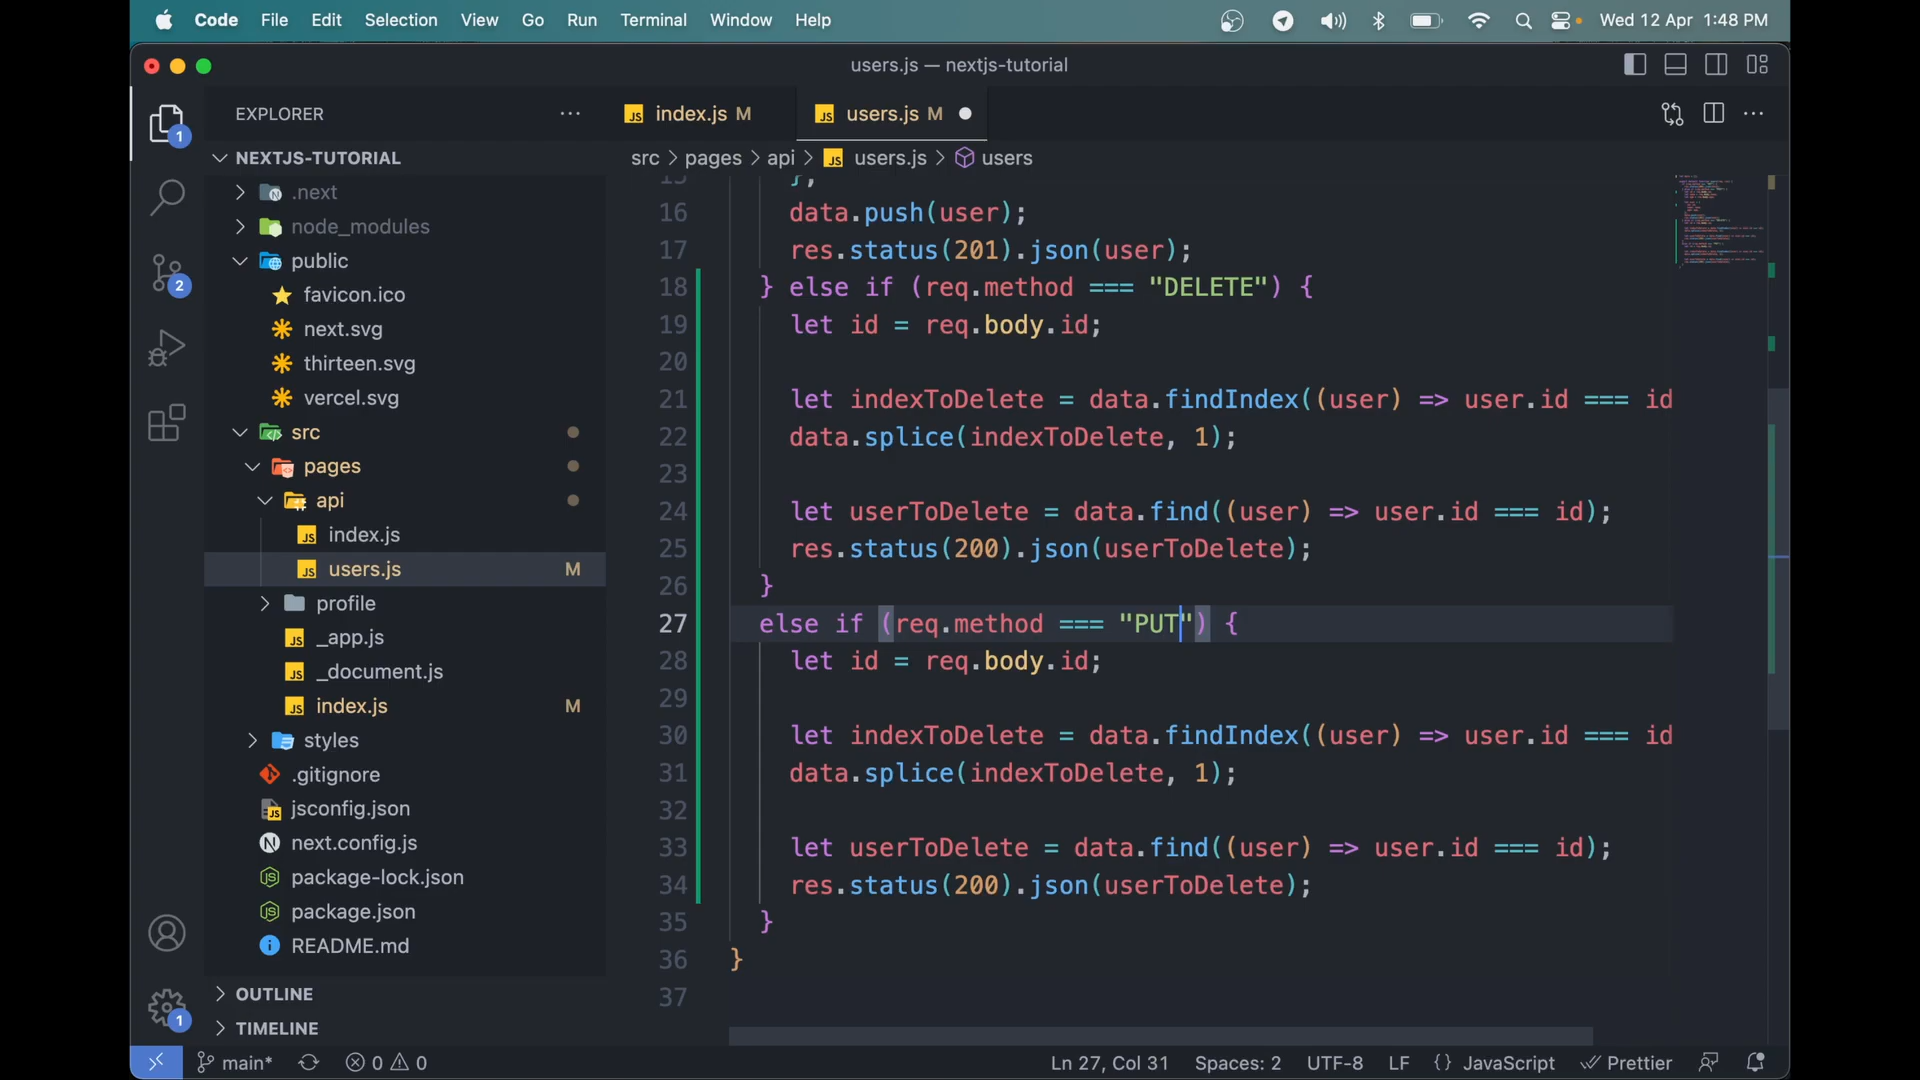 Code File Edit Selection View Go Run Terminal Window Help Wed 12 Apr 1:48 PM
users.js — nextjs-tutorial
EXPLORER
index.js M
users.js M
NEXTJS-TUTORIAL
src > pages > api > users.js > users
.next
node_modules
public
favicon.ico
next.svg
thirteen.svg
vercel.svg
src
pages
api
index.js
users.js M
profile
_app.js
_document.js
index.js M
styles
.gitignore
jsconfig.json
next.config.js
package-lock.json
package.json
README.md
OUTLINE
TIMELINE
15 },
16 data.push(user);
17 res.status(201).json(user);
18 } else if (req.method === "DELETE") {
19 let id = req.body.id;
20
21 let indexToDelete = data.findIndex((user) => user.id === id
22 data.splice(indexToDelete, 1);
23
24 let userToDelete = data.find((user) => user.id === id);
25 res.status(200).json(userToDelete);
26 }
27 else if (req.method === "PUT") {
28 let id = req.body.id;
29
30 let indexToDelete = data.findIndex((user) => user.id === id
31 data.splice(indexToDelete, 1);
32
33 let userToDelete = data.find((user) => user.id === id);
34 res.status(200).json(userToDelete);
35 }
36 }
37
1
2
1
main* 0 0 Ln 27, Col 31 Spaces: 2 UTF-8 LF {} JavaScript Prettier